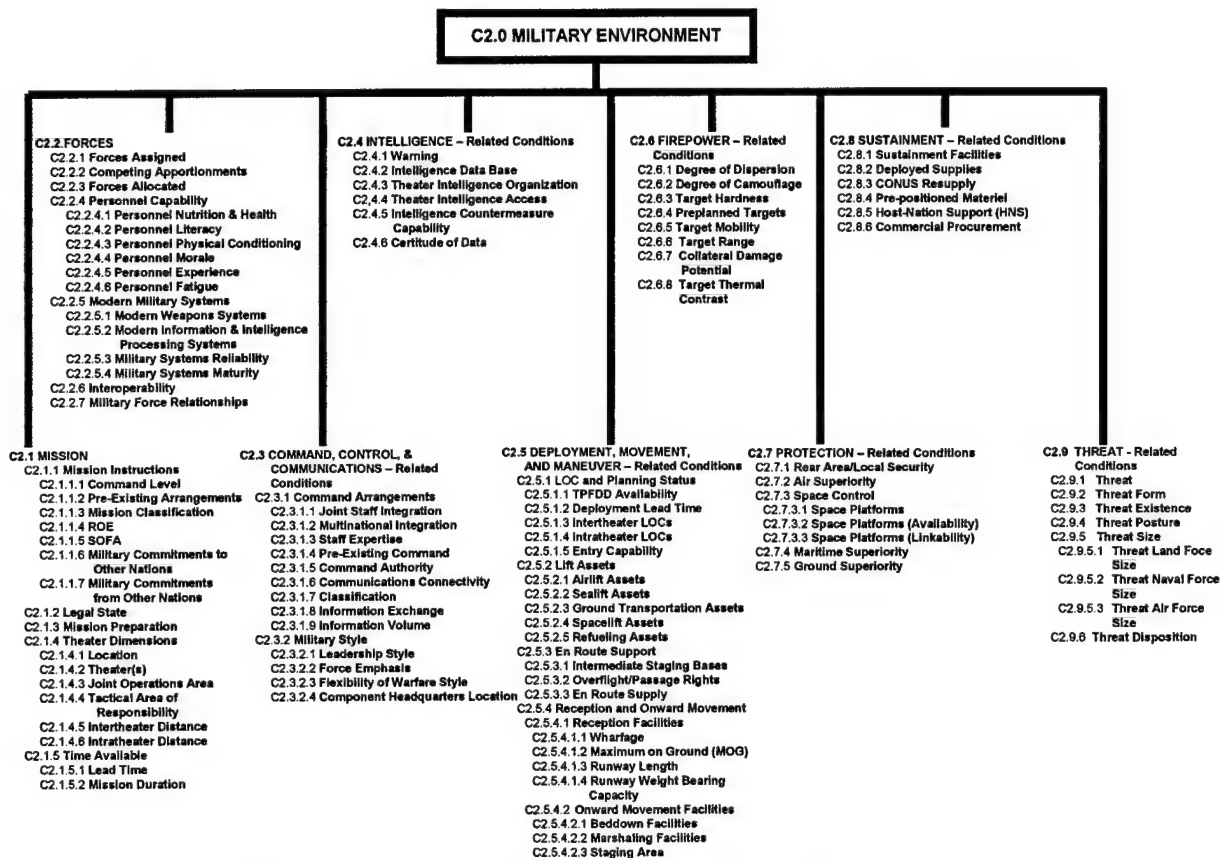 C2.0 MILITARY ENVIRONMENT
C2.2 FORCES
C2.2.1 Forces Assigned
C2.2.2 Competing Apportionments
C2.2.3 Forces Allocated
C2.2.4 Personnel Capability
C2.2.4.1 Personnel Nutrition & Health
C2.2.4.2 Personnel Literacy
C2.2.4.3 Personnel Physical Conditioning
C2.2.4.4 Personnel Morale
C2.2.4.5 Personnel Experience
C2.2.4.6 Personnel Fatigue
C2.2.5 Modern Military Systems
C2.2.5.1 Modern Weapons Systems
C2.2.5.2 Modern Information & Intelligence
Processing Systems
C2.2.5.3 Military Systems Reliability
C2.2.5.4 Military Systems Maturity
C2.2.6 Interoperability
C2.2.7 Military Force Relationships
C2.4 INTELLIGENCE – Related Conditions
C2.4.1 Warning
C2.4.2 Intelligence Data Base
C2.4.3 Theater Intelligence Organization
C2,4.4 Theater Intelligence Access
C2.4.5 Intelligence Countermeasure
Capability
C2.4.6 Certitude of Data
C2.6 FIREPOWER – Related
Conditions
C2.6.1 Degree of Dispersion
C2.6.2 Degree of Camouflage
C2.6.3 Target Hardness
C2.6.4 Preplanned Targets
C2.6.5 Target Mobility
C2.6.6 Target Range
C2.6.7 Collateral Damage
Potential
C2.6.8 Target Thermal
Contrast
C2.8 SUSTAINMENT – Related Conditions
C2.8.1 Sustainment Facilities
C2.8.2 Deployed Supplies
C2.8.3 CONUS Resupply
C2.8.4 Pre-positioned Materiel
C2.8.5 Host-Nation Support (HNS)
C2.8.6 Commercial Procurement
C2.1 MISSION
C2.1.1 Mission Instructions
C2.1.1.1 Command Level
C2.1.1.2 Pre-Existing Arrangements
C2.1.1.3 Mission Classification
C2.1.1.4 ROE
C2.1.1.5 SOFA
C2.1.1.6 Military Commitments to
Other Nations
C2.1.1.7 Military Commitments
from Other Nations
C2.1.2 Legal State
C2.1.3 Mission Preparation
C2.1.4 Theater Dimensions
C2.1.4.1 Location
C2.1.4.2 Theater(s)
C2.1.4.3 Joint Operations Area
C2.1.4.4 Tactical Area of
Responsibility
C2.1.4.5 Intertheater Distance
C2.1.4.6 Intratheater Distance
C2.1.5 Time Available
C2.1.5.1 Lead Time
C2.1.5.2 Mission Duration
C2.3 COMMAND, CONTROL, &
COMMUNICATIONS – Related
Conditions
C2.3.1 Command Arrangements
C2.3.1.1 Joint Staff Integration
C2.3.1.2 Multinational Integration
C2.3.1.3 Staff Expertise
C2.3.1.4 Pre-Existing Command
C2.3.1.5 Command Authority
C2.3.1.6 Communications Connectivity
C2.3.1.7 Classification
C2.3.1.8 Information Exchange
C2.3.1.9 Information Volume
C2.3.2 Military Style
C2.3.2.1 Leadership Style
C2.3.2.2 Force Emphasis
C2.3.2.3 Flexibility of Warfare Style
C2.3.2.4 Component Headquarters Location
C2.5 DEPLOYMENT, MOVEMENT,
AND MANEUVER – Related Conditions
C2.5.1 LOC and Planning Status
C2.5.1.1 TPFDD Availability
C2.5.1.2 Deployment Lead Time
C2.5.1.3 Intertheater LOCs
C2.5.1.4 Intratheater LOCs
C2.5.1.5 Entry Capability
C2.5.2 Lift Assets
C2.5.2.1 Airlift Assets
C2.5.2.2 Sealift Assets
C2.5.2.3 Ground Transportation Assets
C2.5.2.4 Spacelift Assets
C2.5.2.5 Refueling Assets
C2.5.3 En Route Support
C2.5.3.1 Intermediate Staging Bases
C2.5.3.2 Overflight/Passage Rights
C2.5.3.3 En Route Supply
C2.5.4 Reception and Onward Movement
C2.5.4.1 Reception Facilities
C2.5.4.1.1 Wharfage
C2.5.4.1.2 Maximum on Ground (MOG)
C2.5.4.1.3 Runway Length
C2.5.4.1.4 Runway Weight Bearing
Capacity
C2.5.4.2 Onward Movement Facilities
C2.5.4.2.1 Beddown Facilities
C2.5.4.2.2 Marshaling Facilities
C2.5.4.2.3 Staging Area
C2.7 PROTECTION – Related Conditions
C2.7.1 Rear Area/Local Security
C2.7.2 Air Superiority
C2.7.3 Space Control
C2.7.3.1 Space Platforms
C2.7.3.2 Space Platforms (Availability)
C2.7.3.3 Space Platforms (Linkability)
C2.7.4 Maritime Superiority
C2.7.5 Ground Superiority
C2.9 THREAT - Related
Conditions
C2.9.1 Threat
C2.9.2 Threat Form
C2.9.3 Threat Existence
C2.9.4 Threat Posture
C2.9.5 Threat Size
C2.9.5.1 Threat Land Foce
Size
C2.9.5.2 Threat Naval Force
Size
C2.9.5.3 Threat Air Force
Size
C2.9.6 Threat Disposition